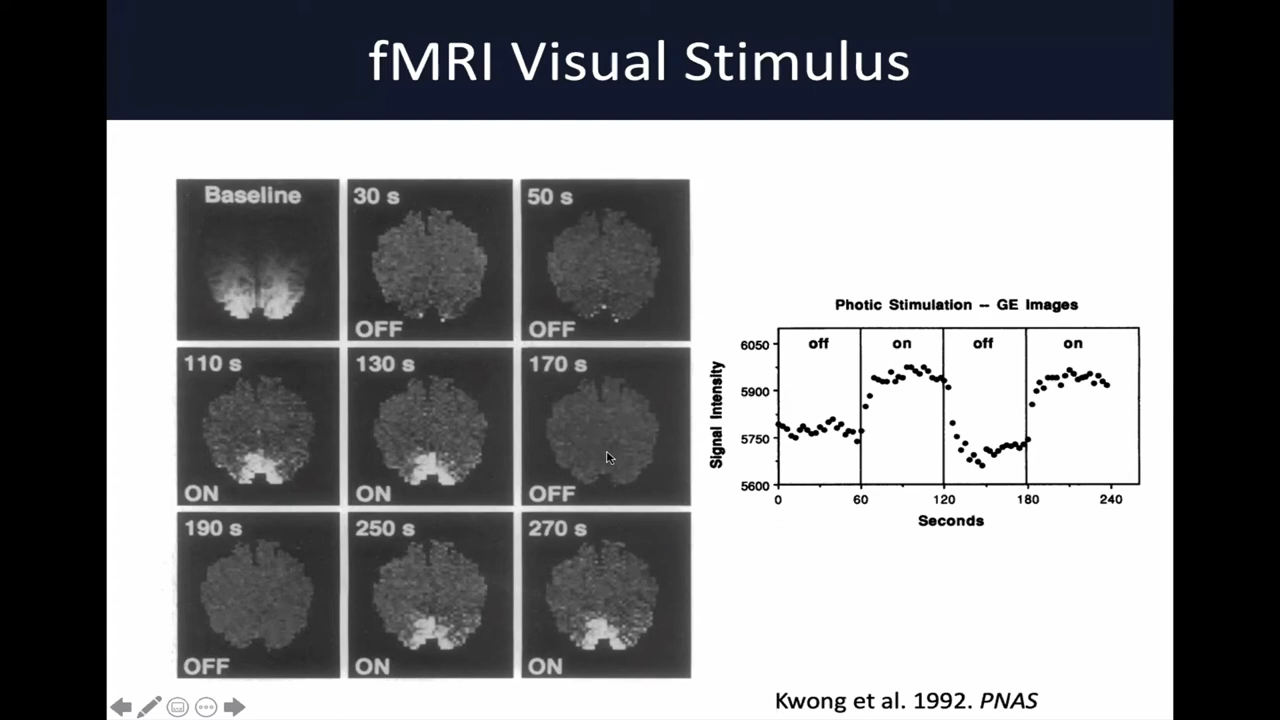 fMRI Visual Stimulus
Baseline
30 s
50 s
OFF
OFF
110 s
130 s
170 s
ON
ON
OFF
190 s
250 s
270 s
OFF
ON
ON
Photic Stimulation -- GE Images
off
on
off
on
6050
5900
5750
5600
Signal Intensity
0
60
120
180
240
Seconds
Kwong et al. 1992. PNAS